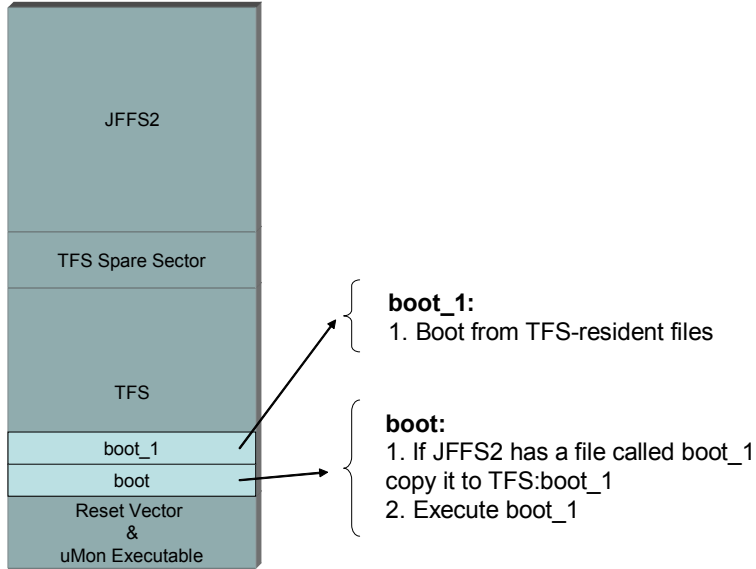 JFFS2
TFS Spare Sector
TFS
boot_1
boot
Reset Vector
&
uMon Executable
boot_1:
1. Boot from TFS-resident files
boot:
1. If JFFS2 has a file called boot_1
copy it to TFS:boot_1
2. Execute boot_1